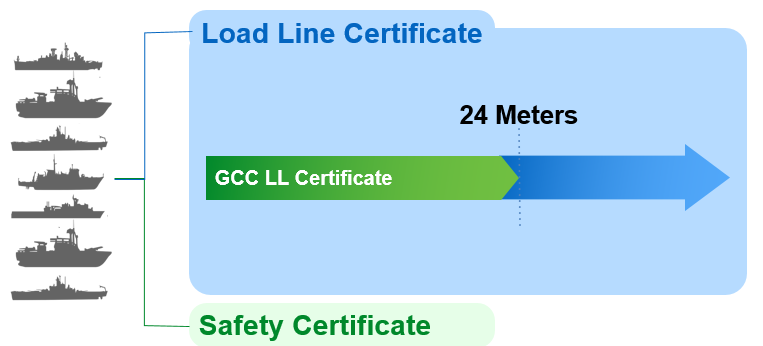 Load Line Certificate
24 Meters
GCC LL Certificate
Safety Certificate